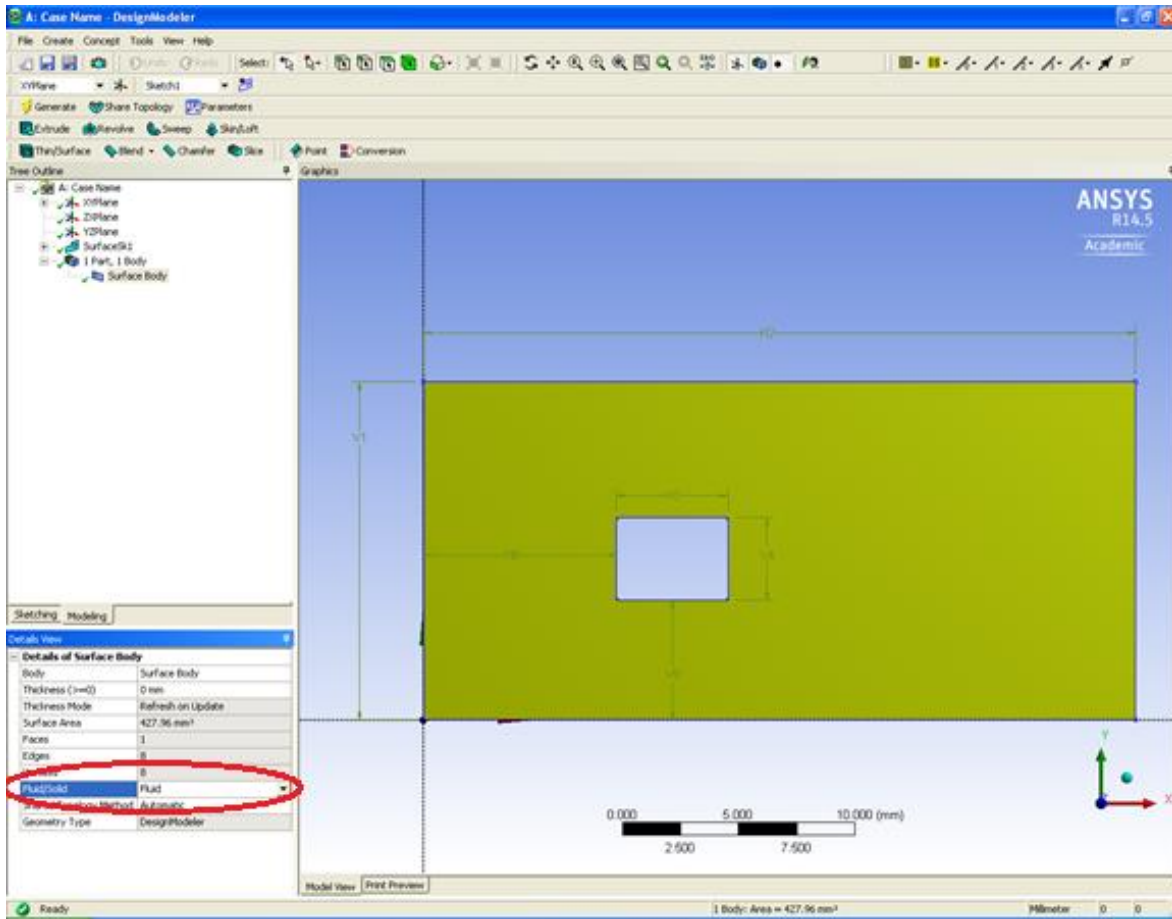 A: Case Name - DesignModeler
File Create Concept Tools View Help
Undo Redo Select:
XYPlane Sketch1
Generate Share Topology Parameters
Extrude Revolve Sweep Skin/Loft
Thin/Surface Blend Chamfer Slice Point Conversion
Tree Outline
Graphics
A: Case Name
XYPlane
ZXPlane
YZPlane
SurfaceSk1
1 Part, 1 Body
Surface Body
ANSYS
R14.5
Academic
V1
Sketching Modeling
Details View
Details of Surface Body
Body Surface Body
Thickness (>=0) 0 mm
Thickness Mode Refresh on Update
Surface Area 427.96 mm²
Faces 1
Edges 8
8
Fluid/Solid Fluid
Method Automatic
Geometry Type DesignModeler
0.000 5.000 10.000 (mm)
2.500 7.500
Y
X
Model View Print Preview
Ready 1 Body: Area = 427.96 mm² Millimeter 0 0